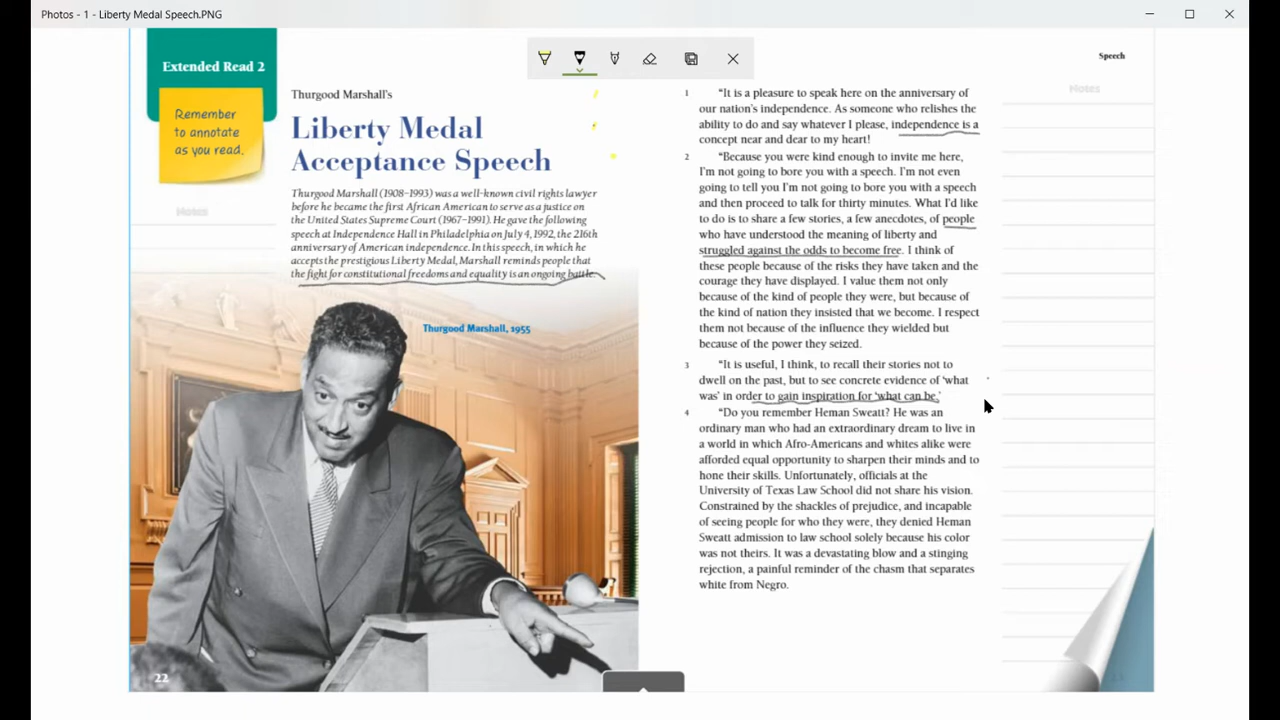 Photos - 1 - Liberty Medal Speech.PNG
Extended Read 2
Remember
to annotate
as you read.
Notes
Thurgood Marshall's
Liberty Medal
Acceptance Speech
Thurgood Marshall (1908–1993) was a well-known civil rights lawyer
before he became the first African American to serve as a justice on
the United States Supreme Court (1967–1991). He gave the following
speech at Independence Hall in Philadelphia on July 4, 1992, the 216th
anniversary of American independence. In this speech, in which he
accepts the prestigious Liberty Medal, Marshall reminds people that
the fight for constitutional freedoms and equality is an ongoing battle.
Thurgood Marshall, 1955
22
Speech
Notes
1 "It is a pleasure to speak here on the anniversary of
our nation's independence. As someone who relishes the
ability to do and say whatever I please, independence is a
concept near and dear to my heart!
2 "Because you were kind enough to invite me here,
I'm not going to bore you with a speech. I'm not even
going to tell you I'm not going to bore you with a speech
and then proceed to talk for thirty minutes. What I'd like
to do is to share a few stories, a few anecdotes, of people
who have understood the meaning of liberty and
struggled against the odds to become free. I think of
these people because of the risks they have taken and the
courage they have displayed. I value them not only
because of the kind of people they were, but because of
the kind of nation they insisted that we become. I respect
them not because of the influence they wielded but
because of the power they seized.
3 "It is useful, I think, to recall their stories not to
dwell on the past, but to see concrete evidence of 'what
was' in order to gain inspiration for 'what can be.'
4 "Do you remember Heman Sweatt? He was an
ordinary man who had an extraordinary dream to live in
a world in which Afro-Americans and whites alike were
afforded equal opportunity to sharpen their minds and to
hone their skills. Unfortunately, officials at the
University of Texas Law School did not share his vision.
Constrained by the shackles of prejudice, and incapable
of seeing people for who they were, they denied Heman
Sweatt admission to law school solely because his color
was not theirs. It was a devastating blow and a stinging
rejection, a painful reminder of the chasm that separates
white from Negro.